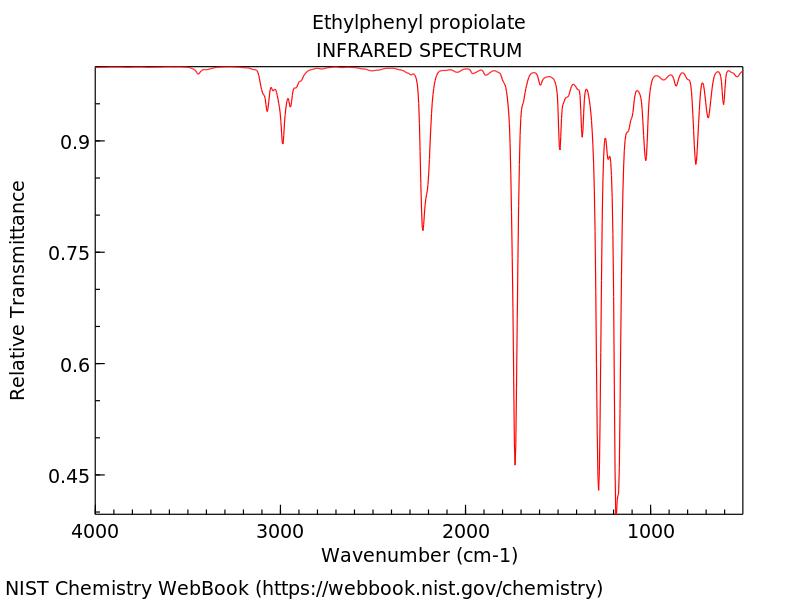 Ethylphenyl propiolate
INFRARED SPECTRUM
0.9
0.75
0.6
0.45
Relative Transmittance
4000 3000 2000 1000
Wavenumber (cm-1)
NIST Chemistry WebBook (https://webbook.nist.gov/chemistry)